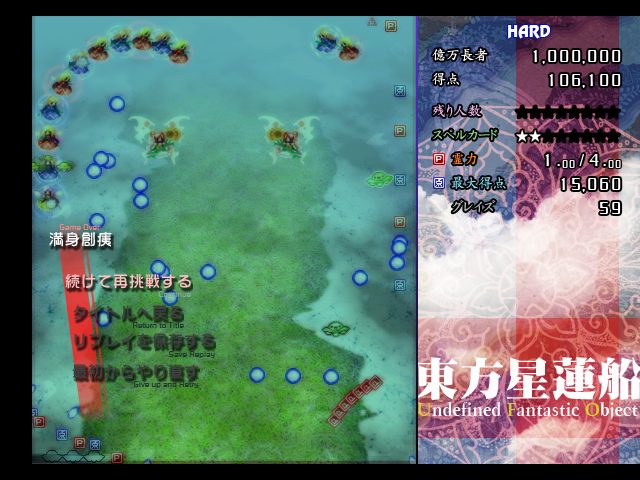 Game Over
満身創痍
続けて再挑戦する
Continue
タイトルへ戻る
Return to Title
リプレイを保存する
Save Replay
最初からやり直す
Give up and Retry
HARD
億万長者 1,000,000
得点 106,100
残り人数
スペルカード
P 霊力 1.00/4.00
点 最大得点 15,060
グレイズ 59
東方星蓮船
Undefined Fantastic Object